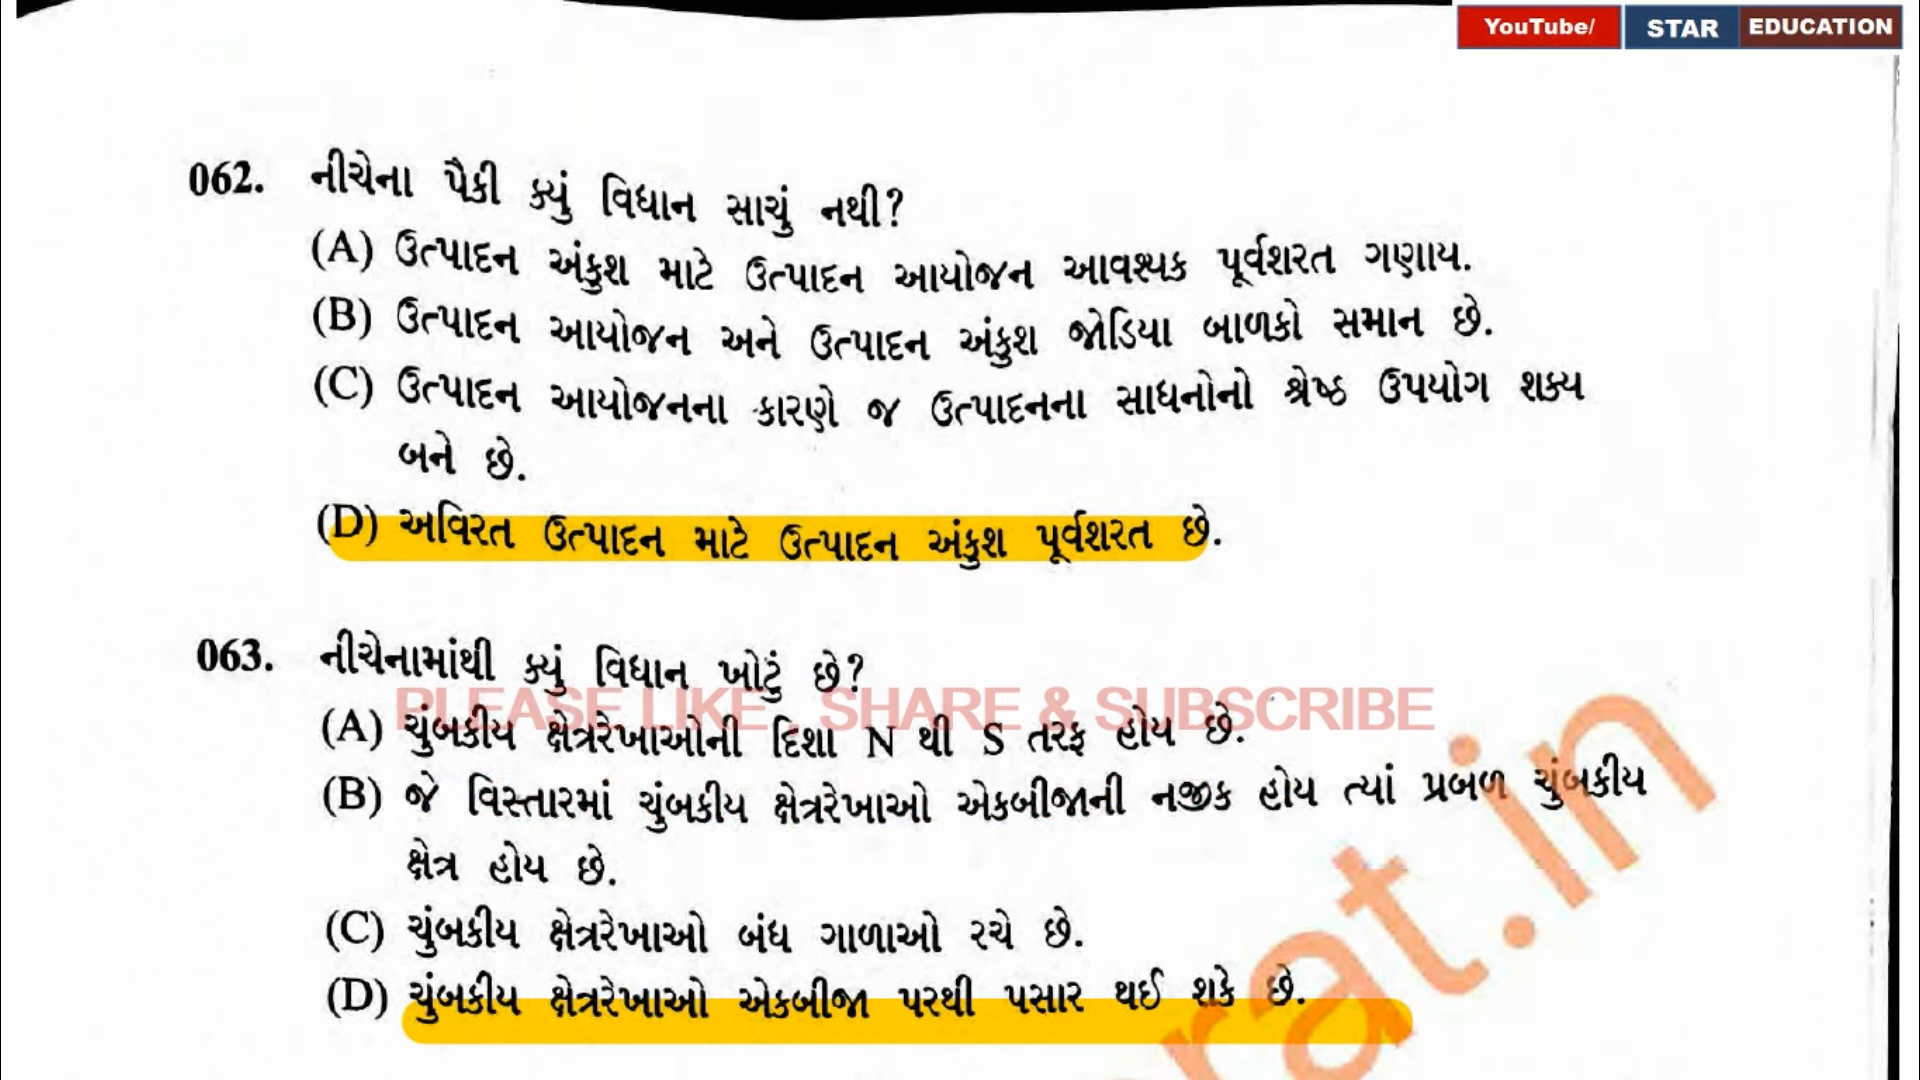 YouTube/ STAR EDUCATION
062. નીચેના પૈકી ક્યું વિધાન સાચું નથી?
(A) ઉત્પાદન અંકુશ માટે ઉત્પાદન આયોજન આવશ્યક પૂર્વશરત ગણાય.
(B) ઉત્પાદન આયોજન અને ઉત્પાદન અંકુશ જોડિયા બાળકો સમાન છે.
(C) ઉત્પાદન આયોજનના કારણે જ ઉત્પાદનના સાધનોનો શ્રેષ્ઠ ઉપયોગ શક્ય
બને છે.
(D) અવિરત ઉત્પાદન માટે ઉત્પાદન અંકુશ પૂર્વશરત છે.
063. નીચેનામાંથી ક્યું વિધાન ખોટું છે?
PLEASE LIKE , SHARE & SUBSCRIBE
(A) ચુંબકીય ક્ષેત્રરેખાઓની દિશા N થી S તરફ હોય છે.
(B) જે વિસ્તારમાં ચુંબકીય ક્ષેત્રરેખાઓ એકબીજાની નજીક હોય ત્યાં પ્રબળ ચુંબકીય
ક્ષેત્ર હોય છે.
(C) ચુંબકીય ક્ષેત્રરેખાઓ બંધ ગાળાઓ રચે છે.
(D) ચુંબકીય ક્ષેત્રરેખાઓ એકબીજા પરથી પસાર થઈ શકે છે.
rat.in